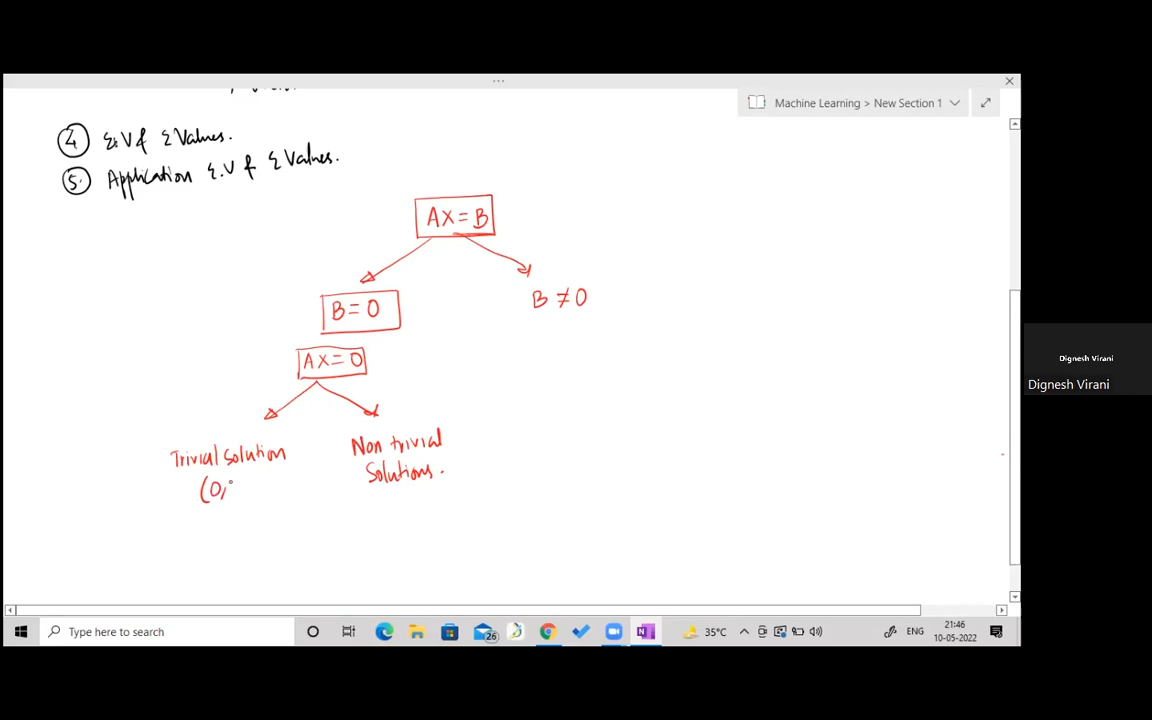 Machine Learning > New Section 1
④ E.V & E Values.
⑤ Application E.V & E Values.
AX = B
B = 0
B ≠ 0
AX = 0
Trivial solution
Non trivial
Solutions.
(0,
Dignesh Virani
Dignesh Virani
Type here to search
26
35°C
ENG
21:46
10-05-2022